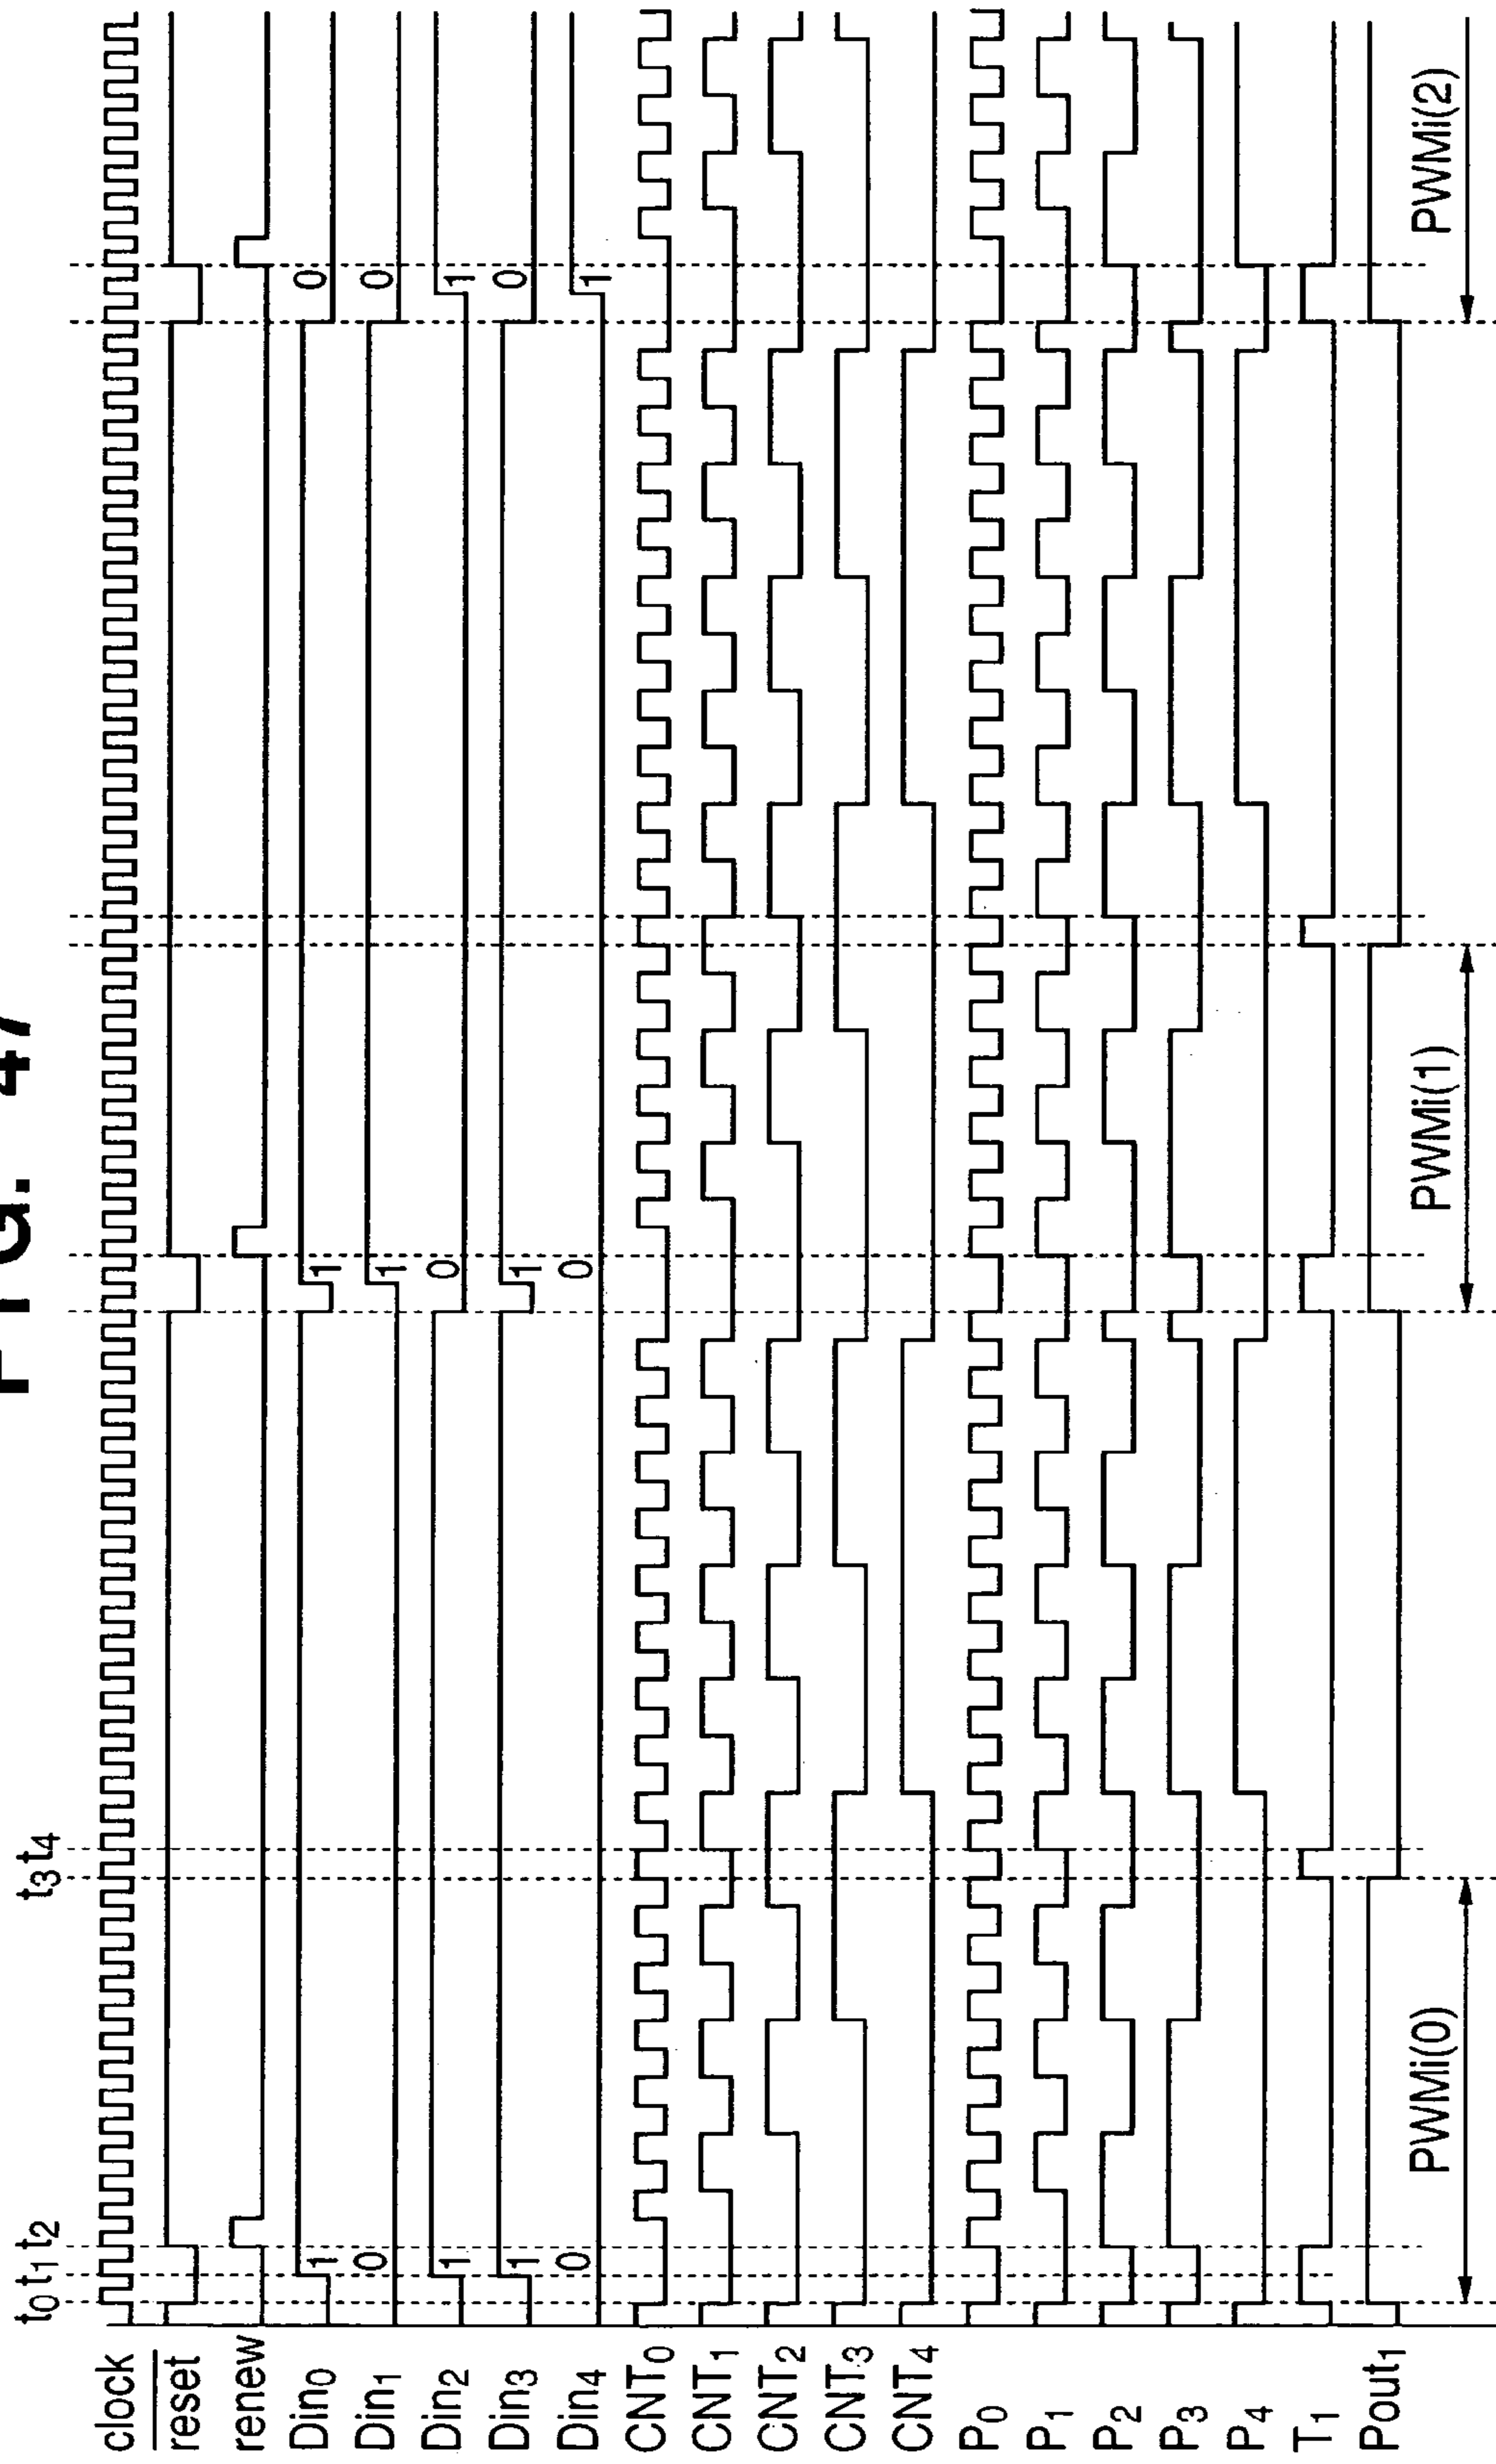 FIG. 47
t0 t1 t2 t3 t4
clock
reset
renew
Din0 1 1 0
Din1 0 1 0
Din2 1 0 1
Din3 1 1 0
Din4 0 0 1
CNT0
CNT1
CNT2
CNT3
CNT4
P0
P1
P2
P3
P4
T1
Pout1
PWMi(0) PWMi(1) PWMi(2)